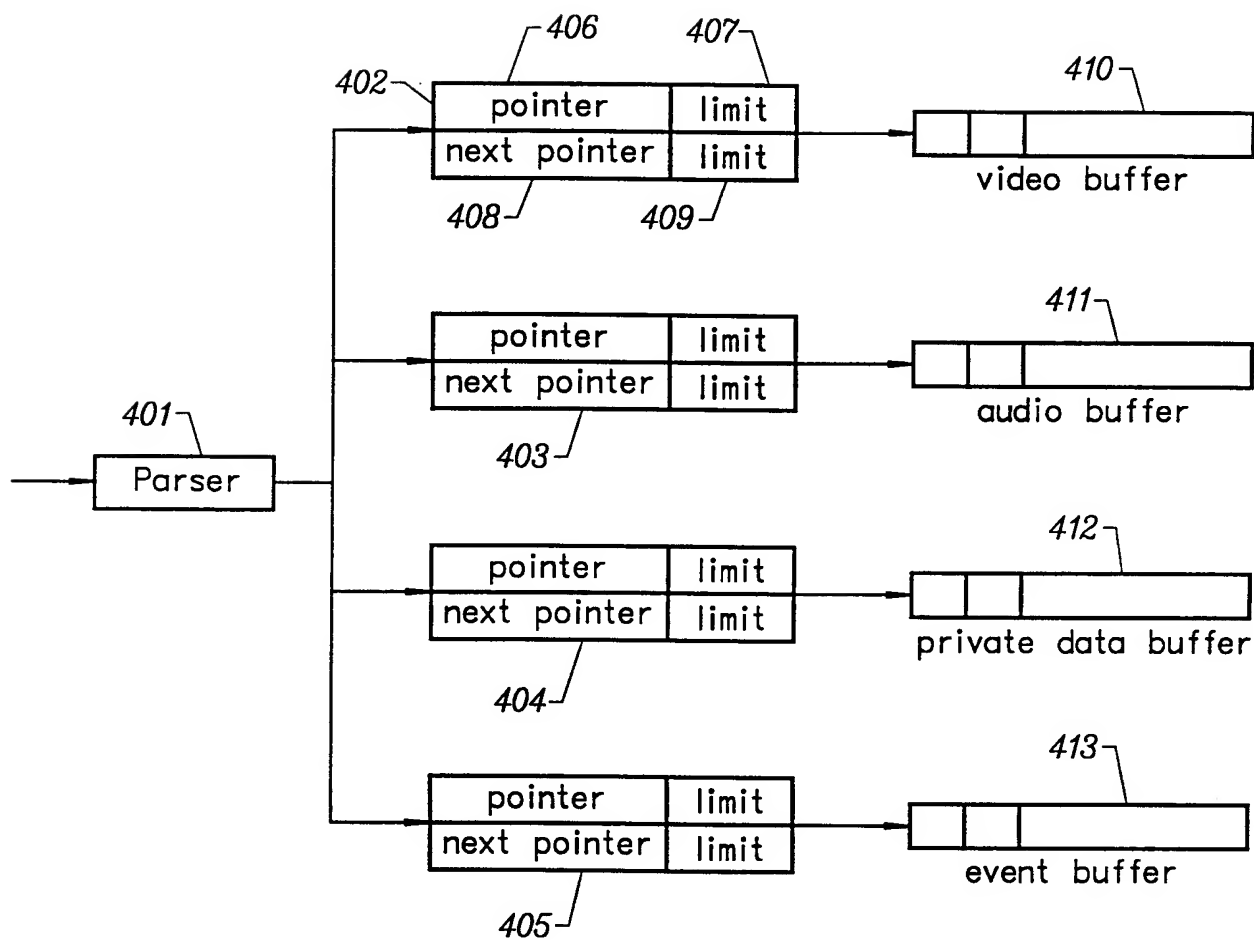 406 407 410
402
pointer limit
next pointer limit
video buffer
408 409
411
pointer limit
next pointer limit
audio buffer
401 403
Parser
412
pointer limit
next pointer limit
private data buffer
404
413
pointer limit
next pointer limit
event buffer
405